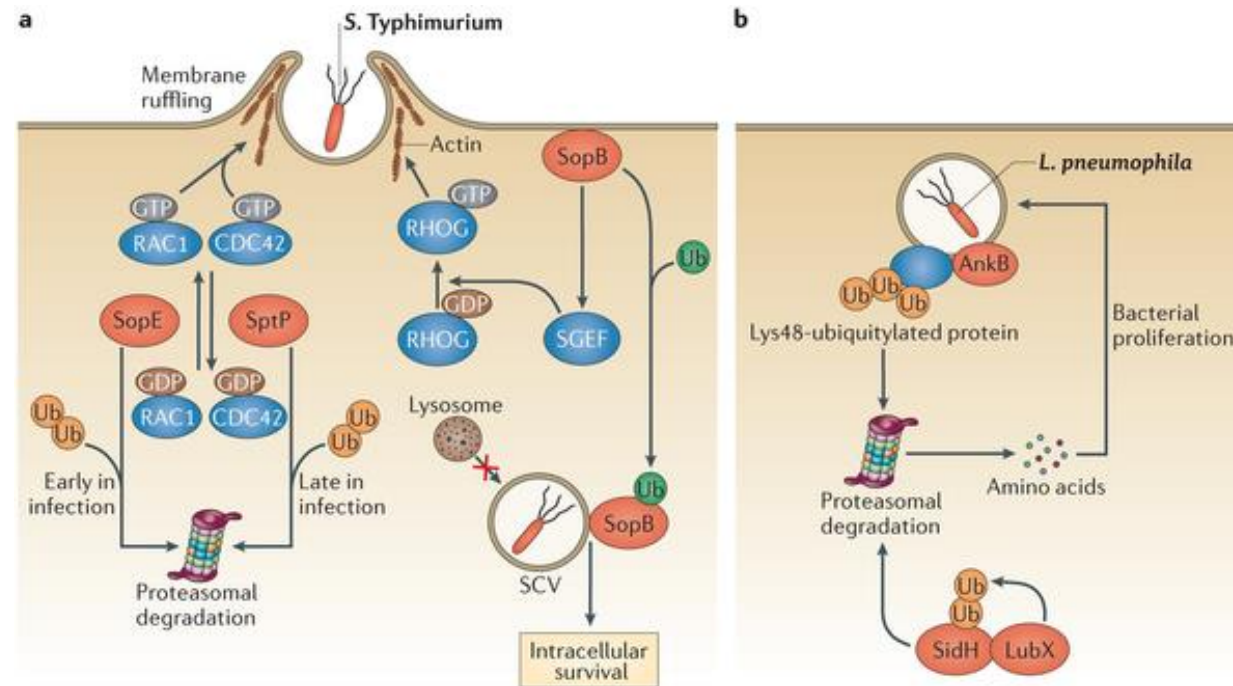 a
S. Typhimurium
Membrane
ruffling
Actin
SopB
GTP
GTP
RAC1
CDC42
GTP
RHOG
Ub
SopE
SptP
GDP
RHOG
SGEF
GDP
GDP
RAC1
CDC42
Ub
Ub
Ub
Ub
Early in
infection
Late in
infection
Proteasomal
degradation
Lysosome
Ub
SopB
SCV
Intracellular
survival
b
L. pneumophila
AnkB
Ub
Ub
Ub
Lys48-ubiquitylated protein
Bacterial
proliferation
Proteasomal
degradation
Amino acids
Ub
Ub
SidH
LubX